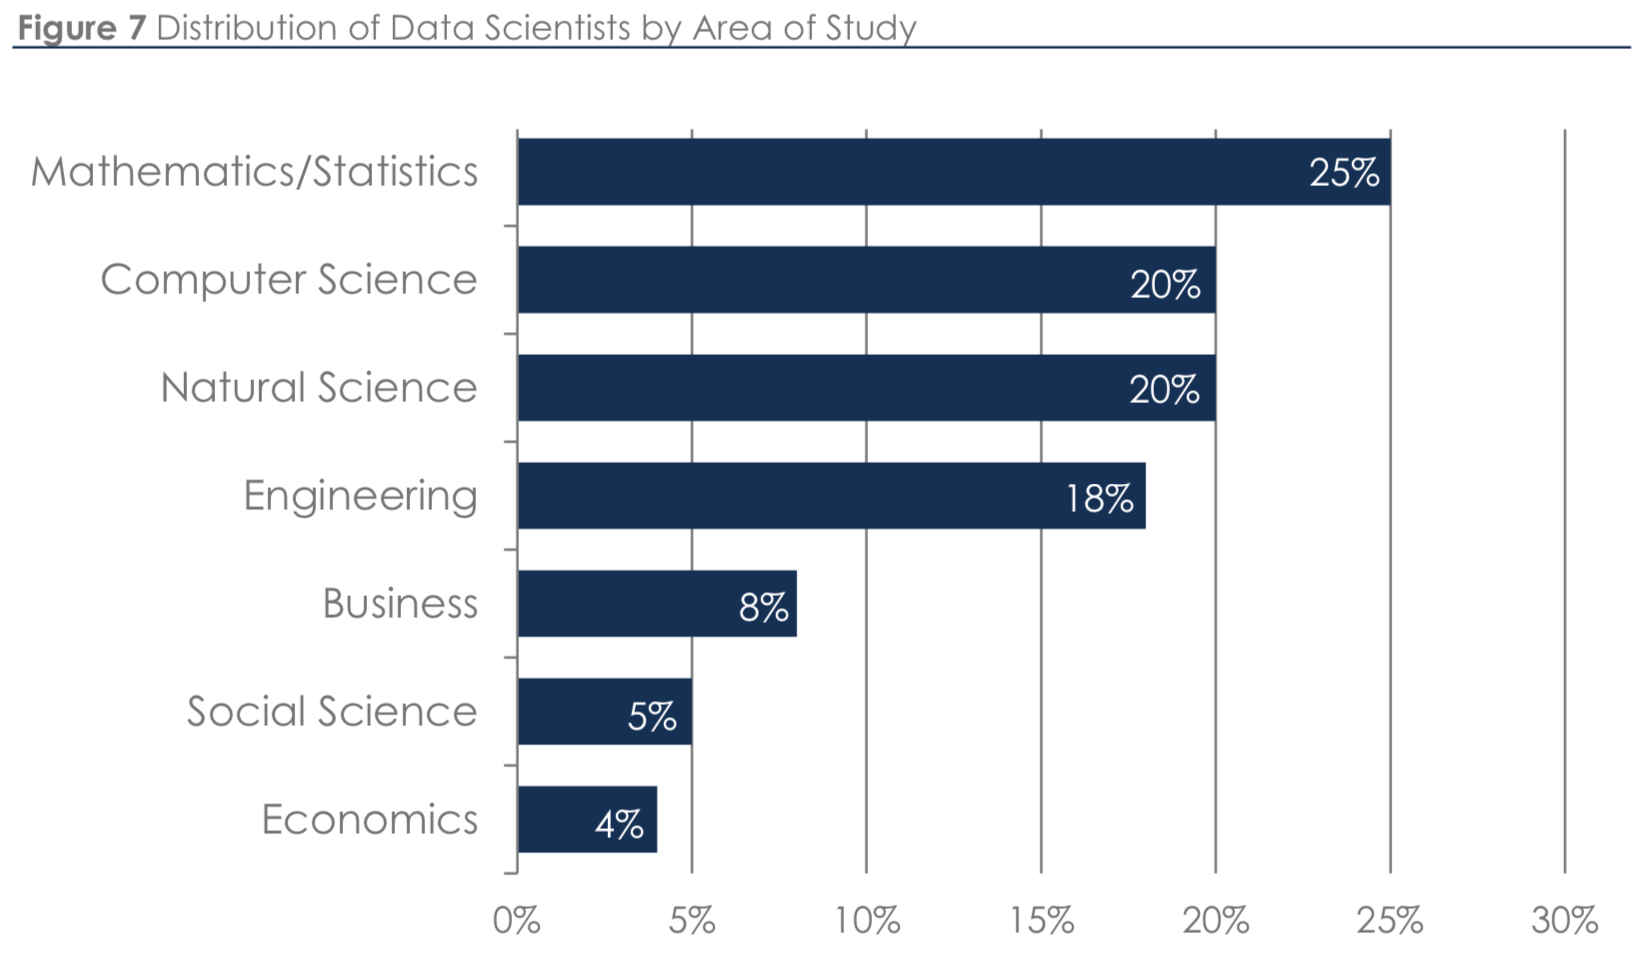 Figure 7 Distribution of Data Scientists by Area of Study
Mathematics/Statistics 25%
Computer Science 20%
Natural Science 20%
Engineering 18%
Business 8%
Social Science 5%
Economics 4%
0% 5% 10% 15% 20% 25% 30%